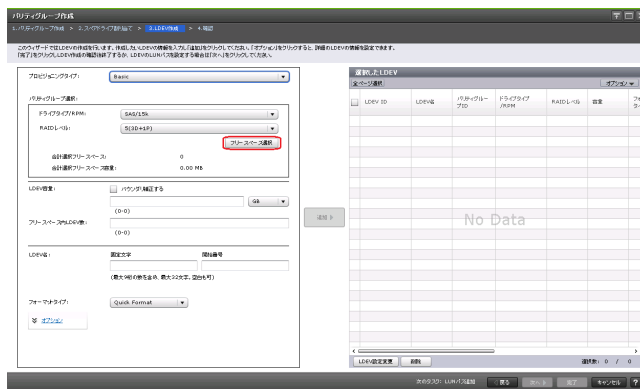 パリティグループ作成
1.パリティグループ作成 > 2.スペアドライブ割り当て > 3.LDEV作成 > 4.確認
このウィザードではLDEVの作成を行います。作成したいLDEVの情報を入力し「追加」をクリックしてください。「オプション」をクリックすると、詳細のLDEVの情報を設定できます。
「完了」をクリックしLDEV作成の確認後終了するか、LDEVのLUNパスを設定する場合は「次へ」をクリックしてください。
プロビジョニングタイプ: Basic
パリティグループ選択:
ドライブタイプ/RPM: SAS/15k
RAIDレベル: 5(3D+1P)
フリースペース選択
合計選択フリースペース: 0
合計選択フリースペース容量: 0.00 MB
LDEV容量: バウンダリ補正する
GB
(0-0)
フリースペース内LDEV数:
(0-0)
LDEV名: 固定文字 開始番号
(最大9桁の数を含め、最大32文字。空白も可)
フォーマットタイプ: Quick Format
オプション
追加
選択したLDEV
全ページ選択 オプション
LDEV ID LDEV名 パリティグループID ドライブタイプ/RPM RAIDレベル 容量
No Data
LDEV設定変更 削除 選択数: 0 / 0
次のタスク: LUNパス追加 戻る 次へ 完了 キャンセル ?